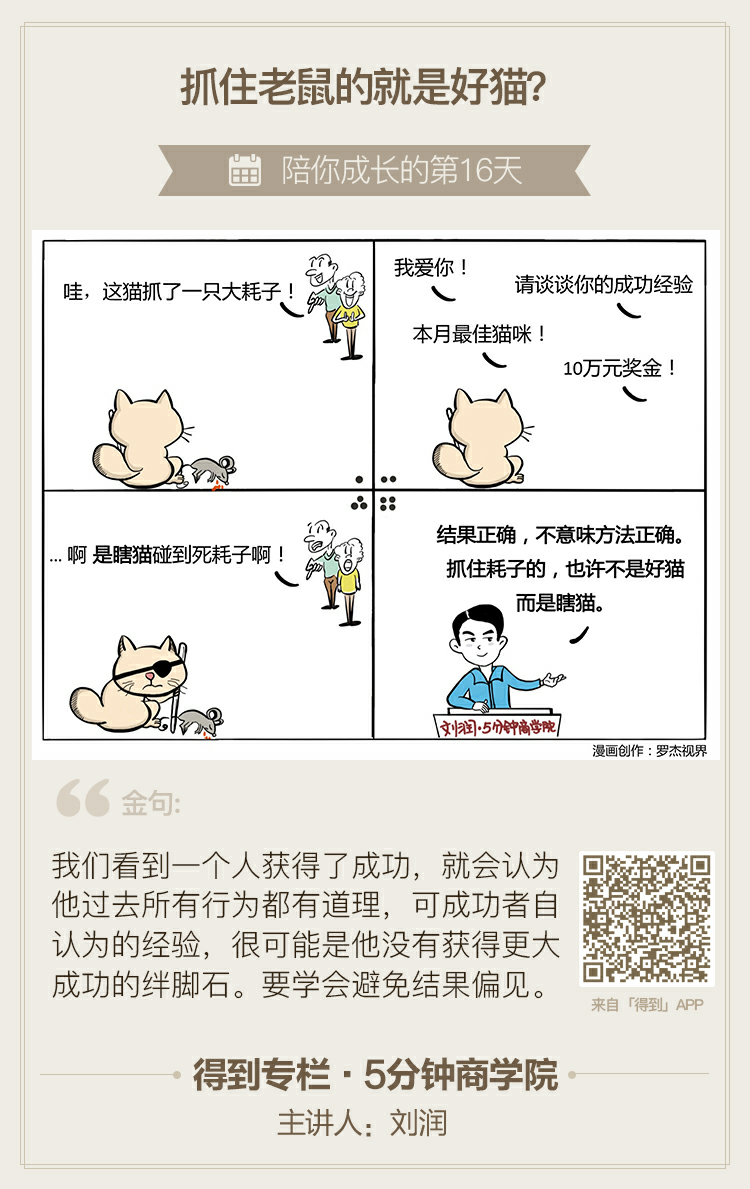 抓住老鼠的就是好猫?
陪你成长的第16天
哇，这猫抓了一只大耗子！
我爱你！
请谈谈你的成功经验
本月最佳猫咪！
10万元奖金！
... 啊 是瞎猫碰到死耗子啊！
结果正确，不意味方法正确。
抓住耗子的，也许不是好猫
而是瞎猫。
刘润·5分钟商学院
漫画创作：罗杰视界
金句:
我们看到一个人获得了成功，就会认为
他过去所有行为都有道理，可成功者自
认为的经验，很可能是他没有获得更大
成功的绊脚石。要学会避免结果偏见。
来自「得到」APP
得到专栏·5分钟商学院
主讲人：刘润